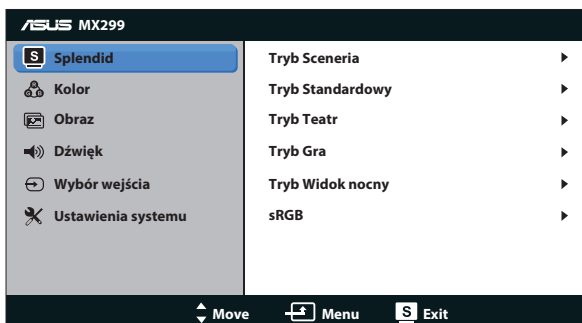 ASUS MX299
S Splendid
Kolor
Obraz
Dźwięk
Wybór wejścia
Ustawienia systemu
Tryb Sceneria
Tryb Standardowy
Tryb Teatr
Tryb Gra
Tryb Widok nocny
sRGB
Move Menu S Exit